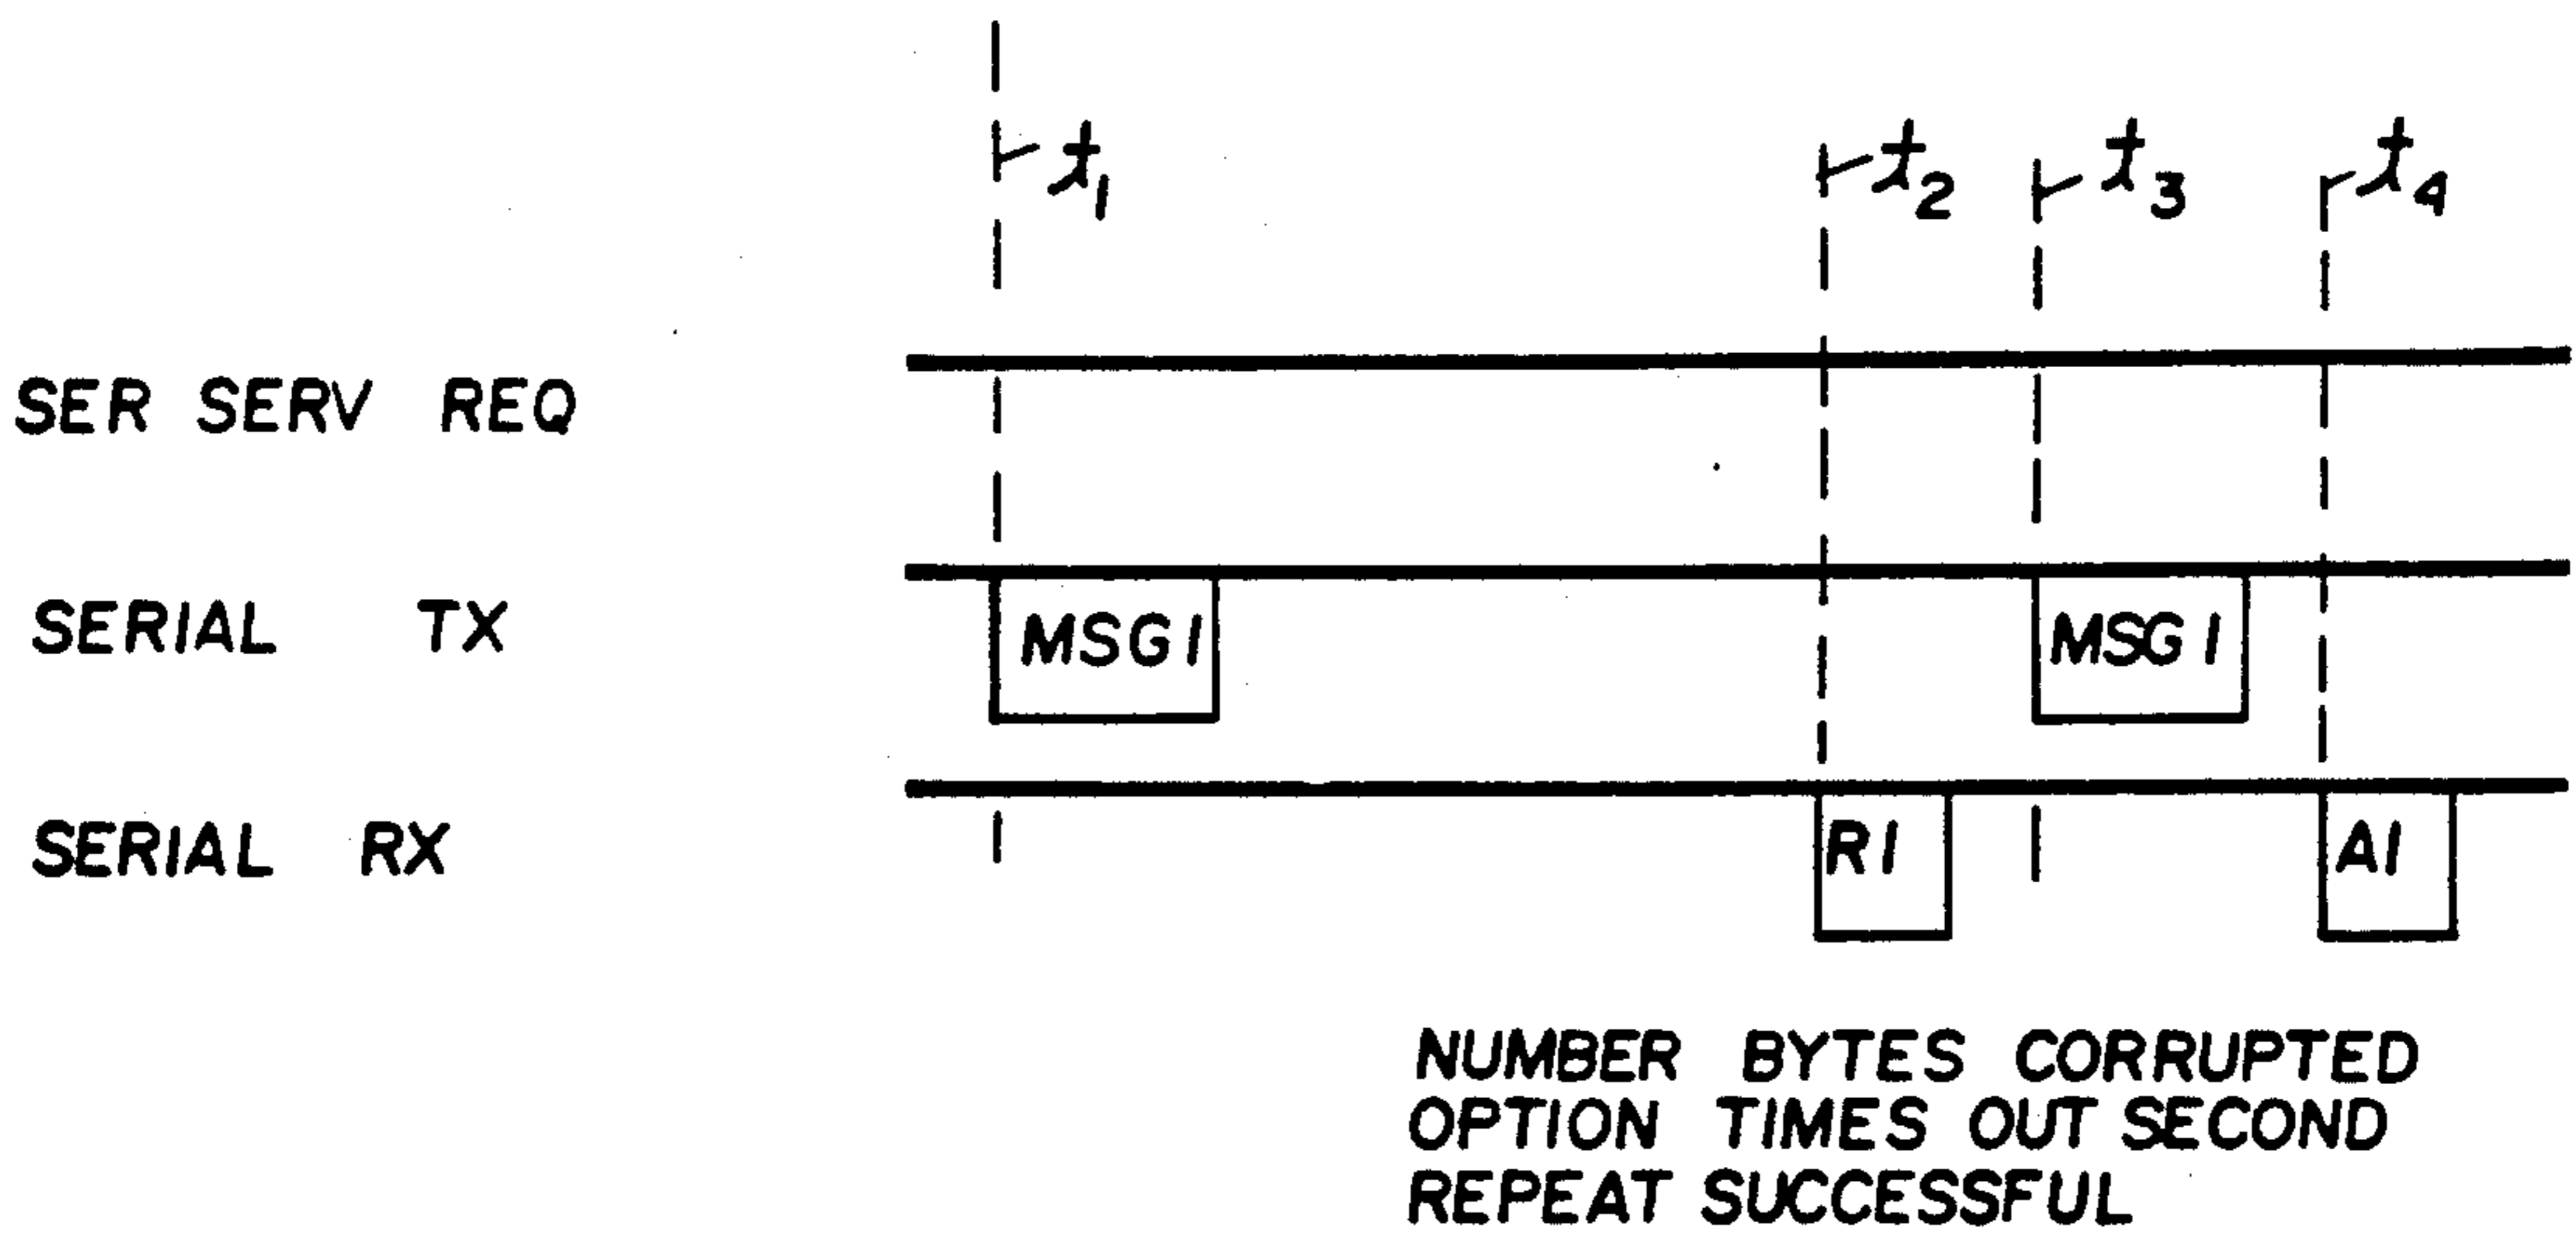 t1 t2 t3 t4
SER SERV REQ
SERIAL TX MSG1 MSG1
SERIAL RX R1 A1
NUMBER BYTES CORRUPTED
OPTION TIMES OUT SECOND
REPEAT SUCCESSFUL